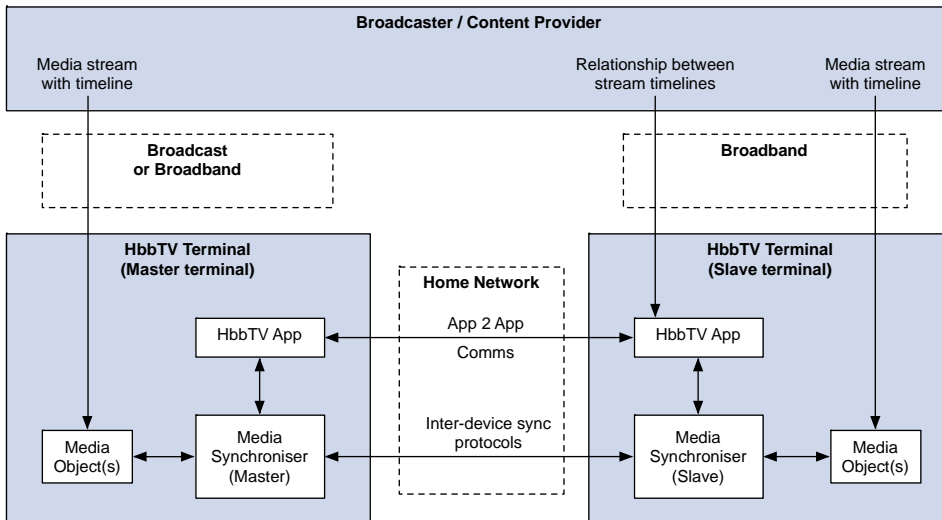 Broadcaster / Content Provider
Media stream
with timeline
Relationship between
stream timelines
Media stream
with timeline
Broadcast
or Broadband
Broadband
HbbTV Terminal
(Master terminal)
HbbTV Terminal
(Slave terminal)
Home Network
HbbTV App
App 2 App
Comms
HbbTV App
Media
Object(s)
Media
Synchroniser
(Master)
Inter-device sync
protocols
Media
Synchroniser
(Slave)
Media
Object(s)